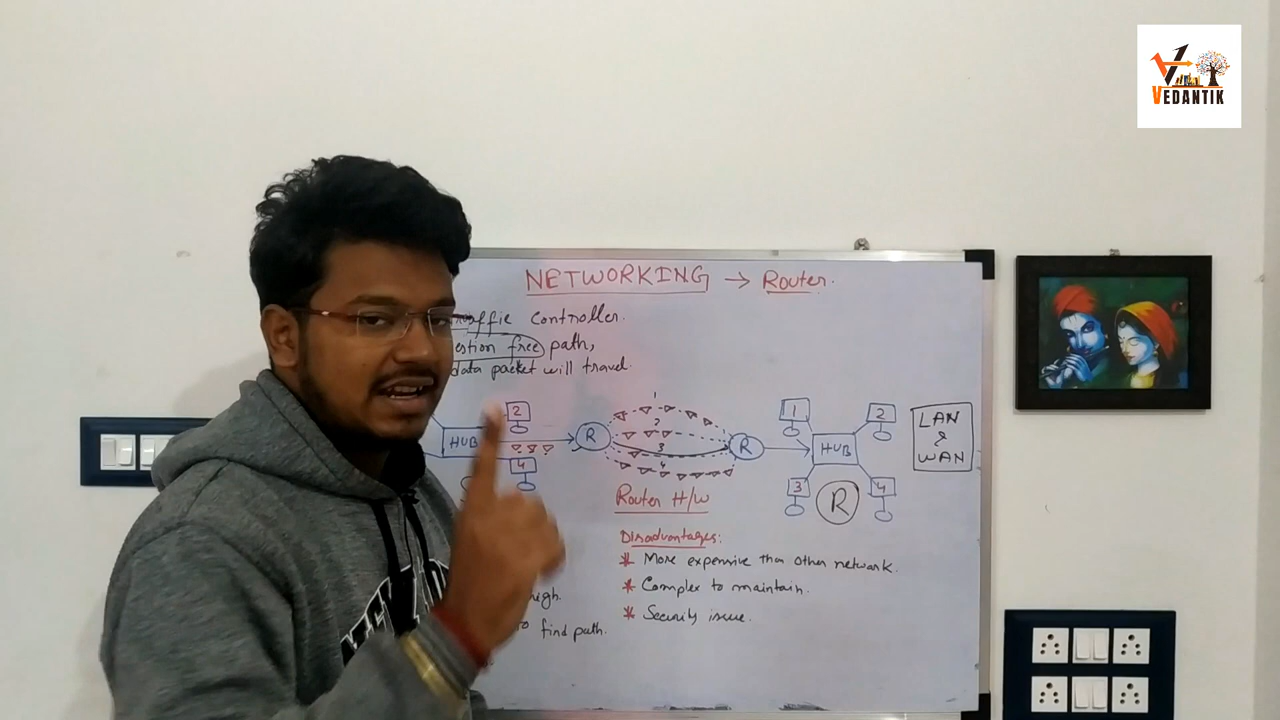 VEDANTIK
NETWORKING → Router.
Traffic controller.
estion free path,
data packet will travel.
HUB
2
4
R
1
2
3
4
R
1
2
HUB
3
4
R
LAN
&
WAN
Router H/W
Disadvantages:
* More expensive than other network.
* Complex to maintain.
* Security issue.
high.
to find path.